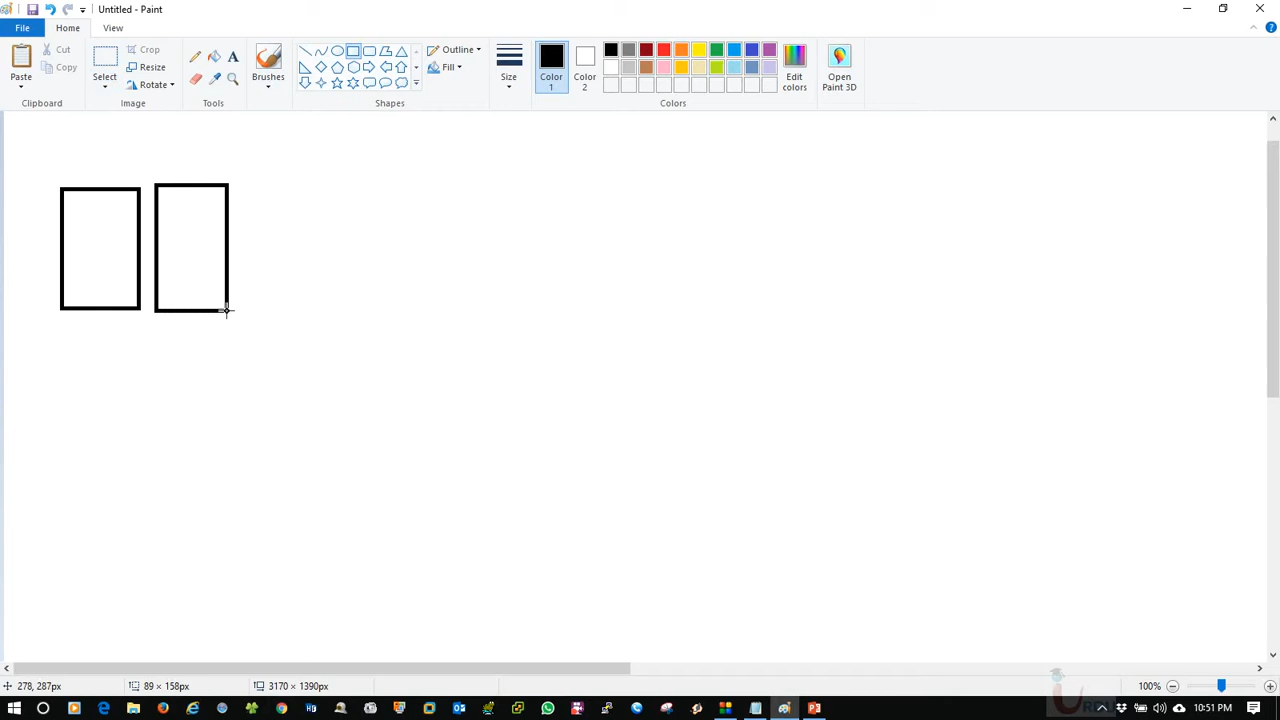 Untitled - Paint
File Home View
Paste
Cut
Copy
Clipboard
Select
Crop
Resize
Rotate
Image
A
Tools
Brushes
Outline
Fill
Shapes
Size
Color 1
Color 2
Edit colors
Colors
Open Paint 3D
278, 287px
89 × 158px
3170 × 1390px
100%
10:51 PM